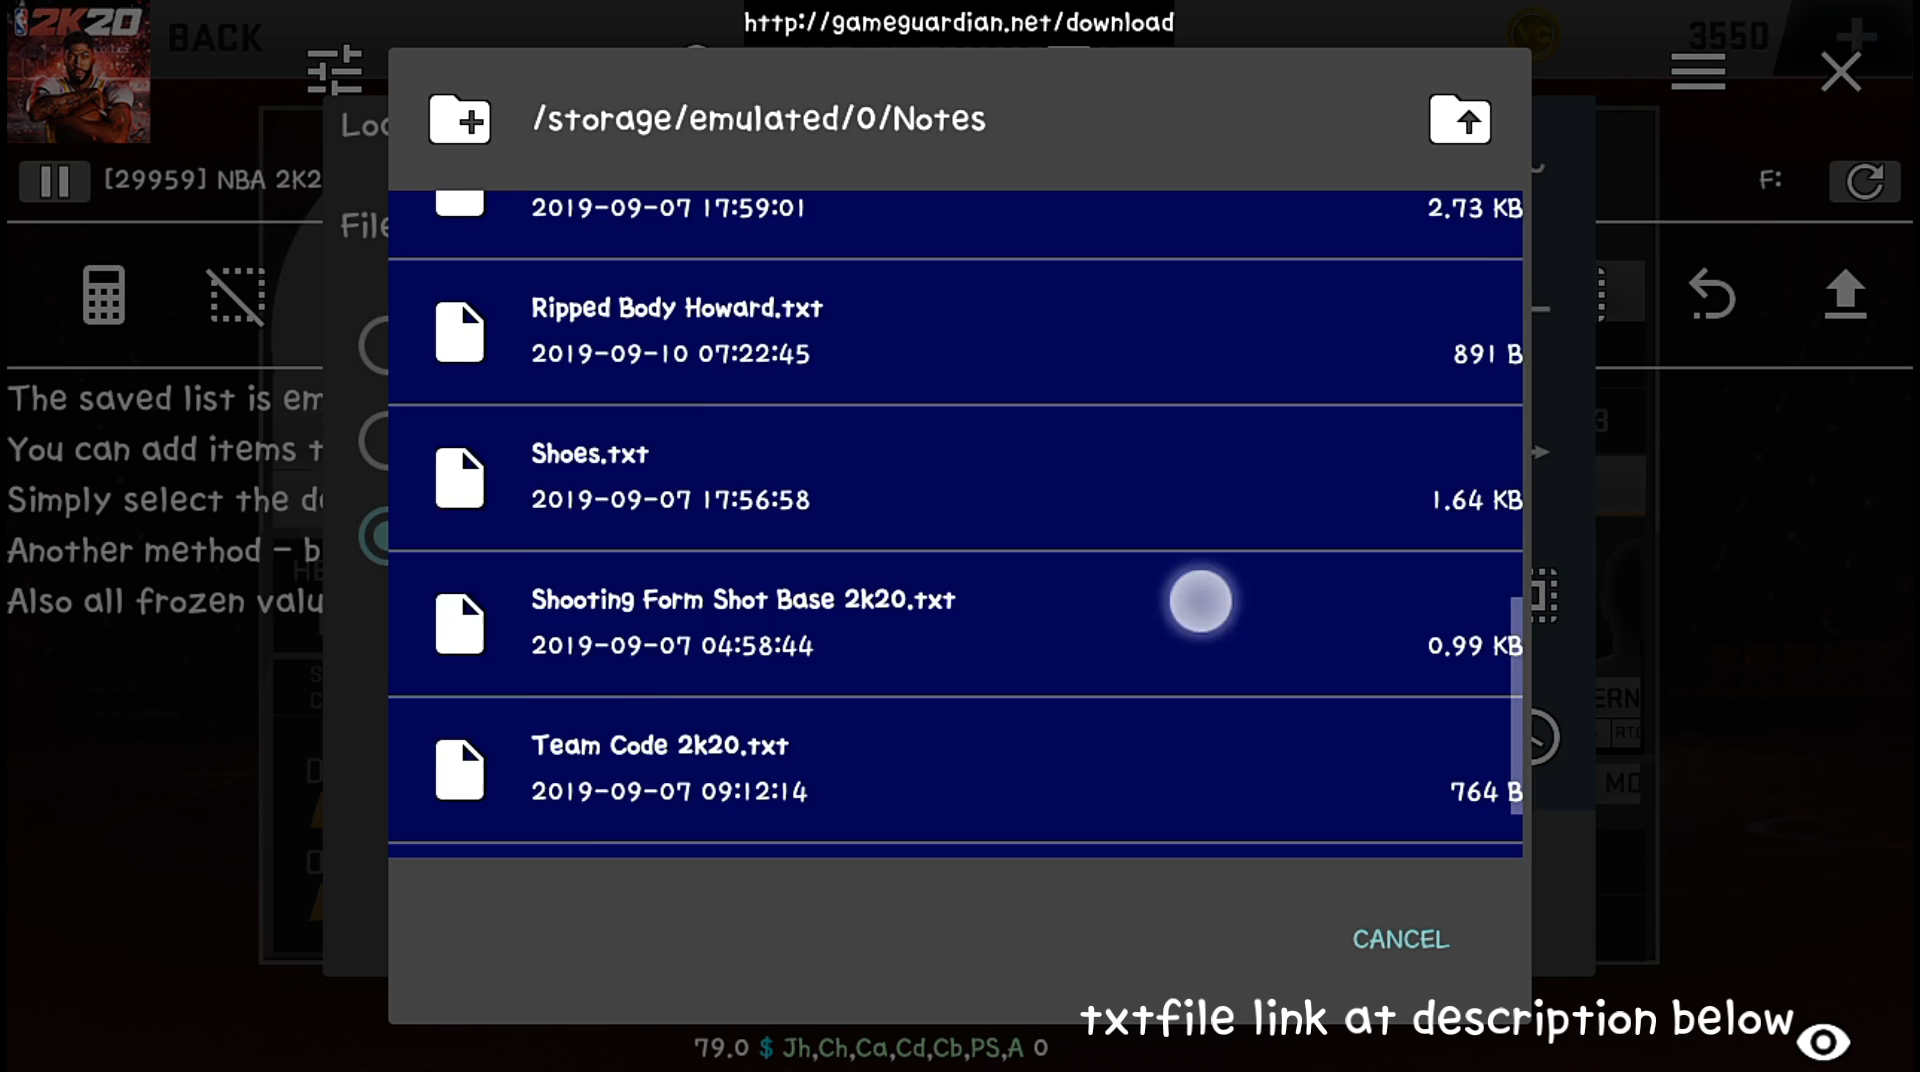 http://gameguardian.net/download
2K20
BACK
3550
/storage/emulated/0/Notes
[29959] NBA 2K2
F:
2019-09-07 17:59:01
2.73 KB
File
Ripped Body Howard.txt
2019-09-10 07:22:45
891 B
The saved list is em
You can add items t
Simply select the d
Another method - b
Also all frozen valu
Shoes.txt
2019-09-07 17:56:58
1.64 KB
Shooting Form Shot Base 2k20.txt
2019-09-07 04:58:44
0.99 KB
Team Code 2k20.txt
2019-09-07 09:12:14
764 B
CANCEL
txtfile link at description below
79.0 $ Jh,Ch,Ca,Cd,Cb,PS,A 0